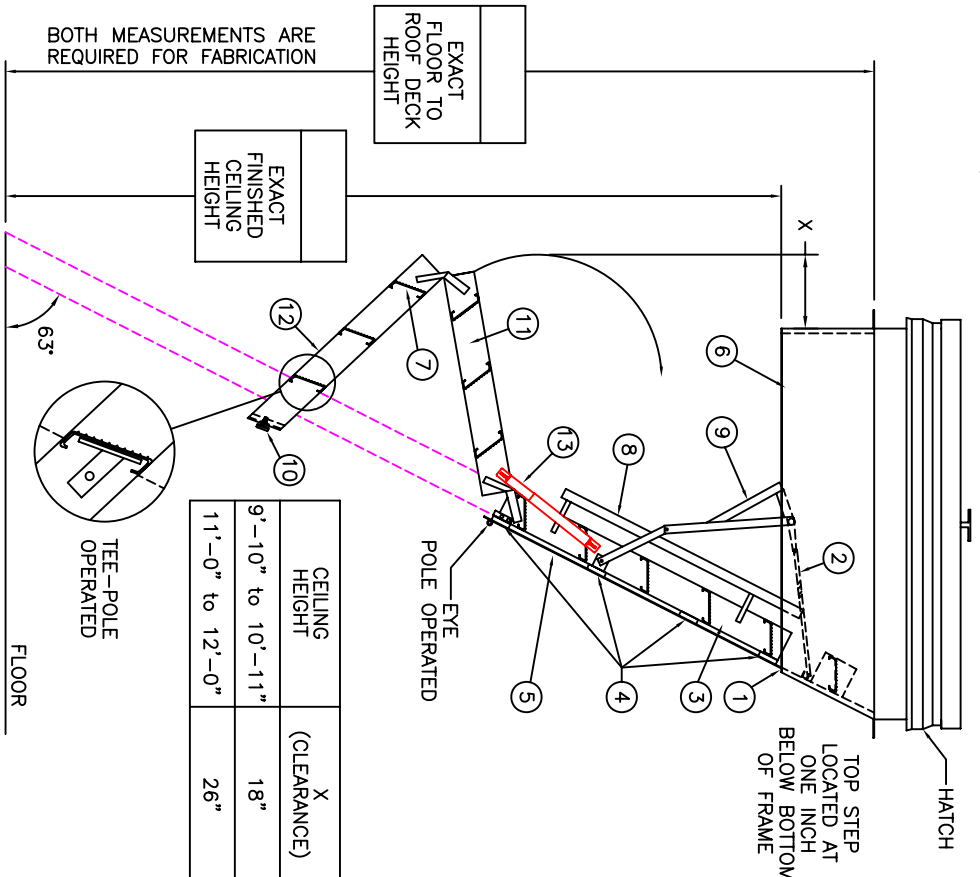 BOTH MEASUREMENTS ARE
REQUIRED FOR FABRICATION
EXACT
FLOOR TO
ROOF DECK
HEIGHT
EXACT
FINISHED
CEILING
HEIGHT
X
HATCH
TOP STEP
LOCATED AT
ONE INCH
BELOW BOTTOM
OF FRAME
6
9
2
1
3
4
5
8
13
11
7
12
10
63°
EYE
POLE OPERATED
TEE-POLE
OPERATED
FLOOR
CEILING
HEIGHT
X
(CLEARANCE)
9'-10" to 10'-11"
18"
11'-0" to 12'-0"
26"